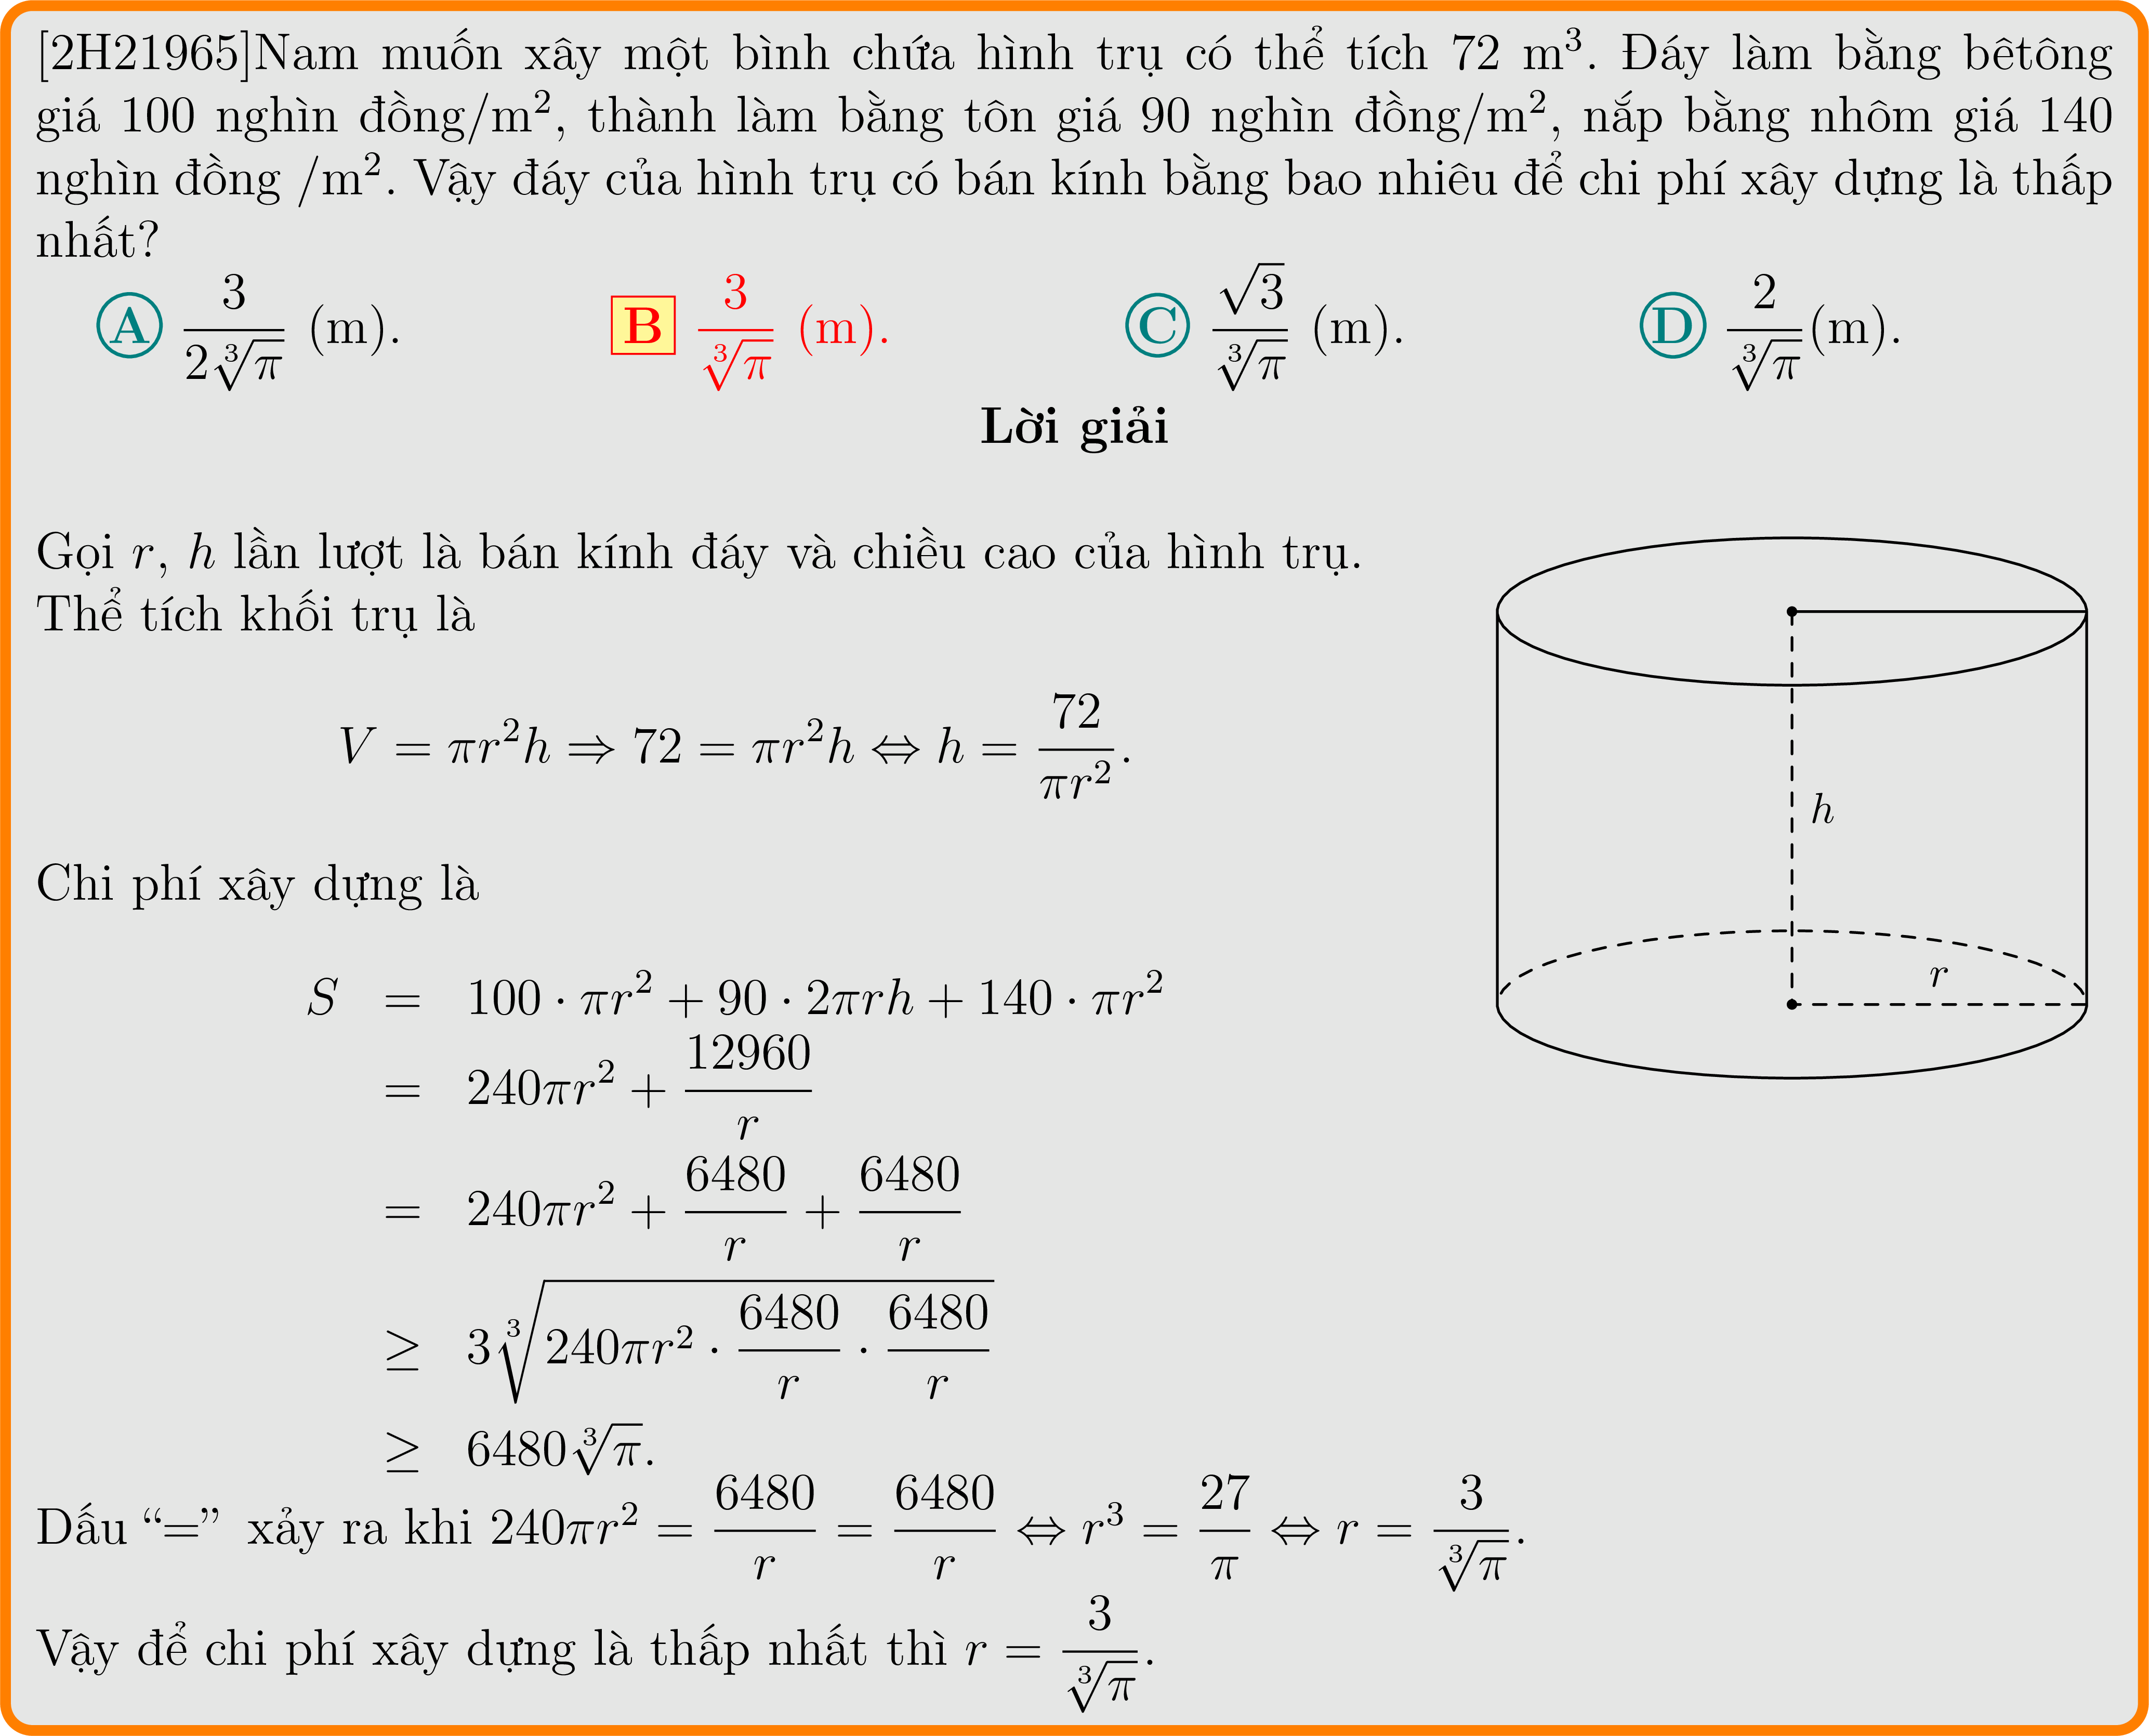 [2H21965]Nam muốn xây một bình chứa hình trụ có thể tích 72 m³. Đáy làm bằng bêtông
giá 100 nghìn đồng/m², thành làm bằng tôn giá 90 nghìn đồng/m², nắp bằng nhôm giá 140
nghìn đồng /m². Vậy đáy của hình trụ có bán kính bằng bao nhiêu để chi phí xây dựng là thấp
nhất?
A $\frac{3}{2\sqrt[3]{\pi}}$ (m). B $\frac{3}{\sqrt[3]{\pi}}$ (m). C $\frac{\sqrt{3}}{\sqrt[3]{\pi}}$ (m). D $\frac{2}{\sqrt[3]{\pi}}$(m).
Lời giải
Gọi r, h lần lượt là bán kính đáy và chiều cao của hình trụ.
Thể tích khối trụ là
$V = \pi r^2 h \Rightarrow 72 = \pi r^2 h \Leftrightarrow h = \frac{72}{\pi r^2}.$
Chi phí xây dựng là
$S = 100 \cdot \pi r^2 + 90 \cdot 2\pi rh + 140 \cdot \pi r^2$
$= 240\pi r^2 + \frac{12960}{r}$
$= 240\pi r^2 + \frac{6480}{r} + \frac{6480}{r}$
$\geq 3\sqrt[3]{240\pi r^2 \cdot \frac{6480}{r} \cdot \frac{6480}{r}}$
$\geq 6480\sqrt[3]{\pi}.$
Dấu “=” xảy ra khi $240\pi r^2 = \frac{6480}{r} = \frac{6480}{r} \Leftrightarrow r^3 = \frac{27}{\pi} \Leftrightarrow r = \frac{3}{\sqrt[3]{\pi}}.$
Vậy để chi phí xây dựng là thấp nhất thì $r = \frac{3}{\sqrt[3]{\pi}}.$
h
r